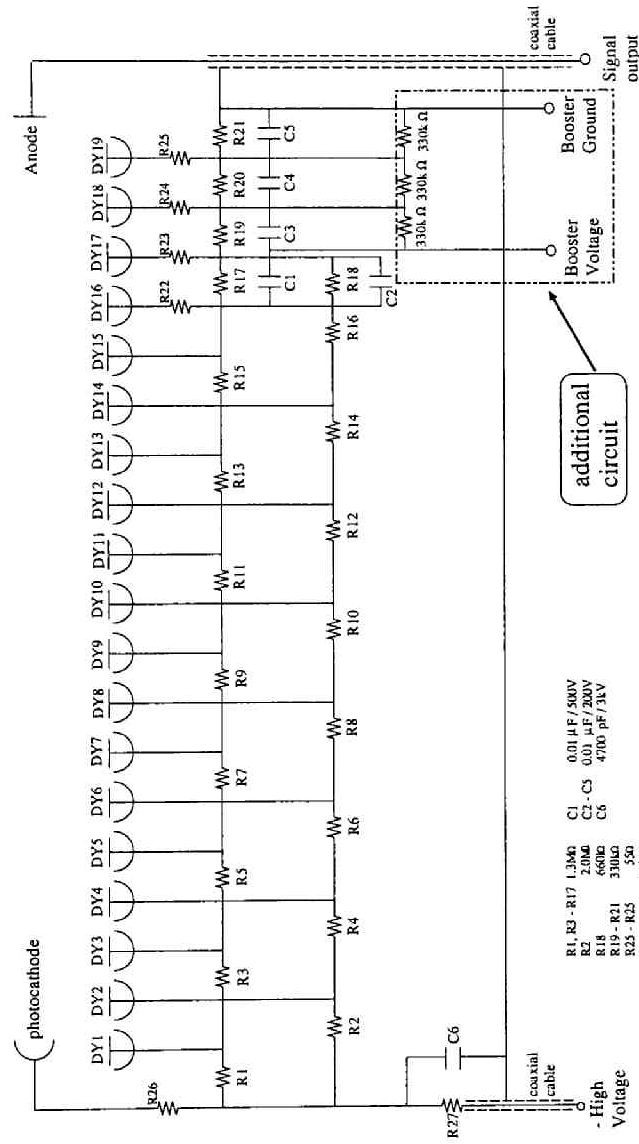 photocathode
Anode
DY1
DY2
DY3
DY4
DY5
DY6
DY7
DY8
DY9
DY10
DY11
DY12
DY13
DY14
DY15
DY16
DY17
DY18
DY19
R26
R22
R23
R24
R25
R1
R3
R5
R7
R9
R11
R13
R15
R17
R19
R20
R21
C1
C3
C4
C5
R2
R4
R6
R8
R10
R12
R14
R16
R18
C2
330kΩ
330kΩ
330kΩ
C6
R27
coaxial
cable
- High
Voltage
coaxial
cable
Signal
output
Booster
Voltage
Booster
Ground
additional
circuit
R1, R3 - R17 1.3MΩ
R2 2.0MΩ
R18 660kΩ
R19 - R21 330kΩ
R25 - R25 55Ω
C1 0.01 μF / 500V
C2 - C5 0.01 μF / 200V
C6 4700 pF / 3kV